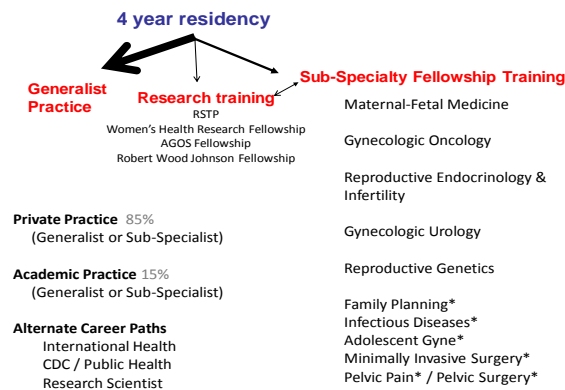 4 year residency
Generalist
Practice
Research training
RSTP
Women's Health Research Fellowship
AGOS Fellowship
Robert Wood Johnson Fellowship
Sub-Specialty Fellowship Training
Maternal-Fetal Medicine
Gynecologic Oncology
Reproductive Endocrinology &
Infertility
Gynecologic Urology
Reproductive Genetics
Family Planning*
Infectious Diseases*
Adolescent Gyne*
Minimally Invasive Surgery*
Pelvic Pain* / Pelvic Surgery*
Private Practice 85%
(Generalist or Sub-Specialist)
Academic Practice 15%
(Generalist or Sub-Specialist)
Alternate Career Paths
International Health
CDC / Public Health
Research Scientist